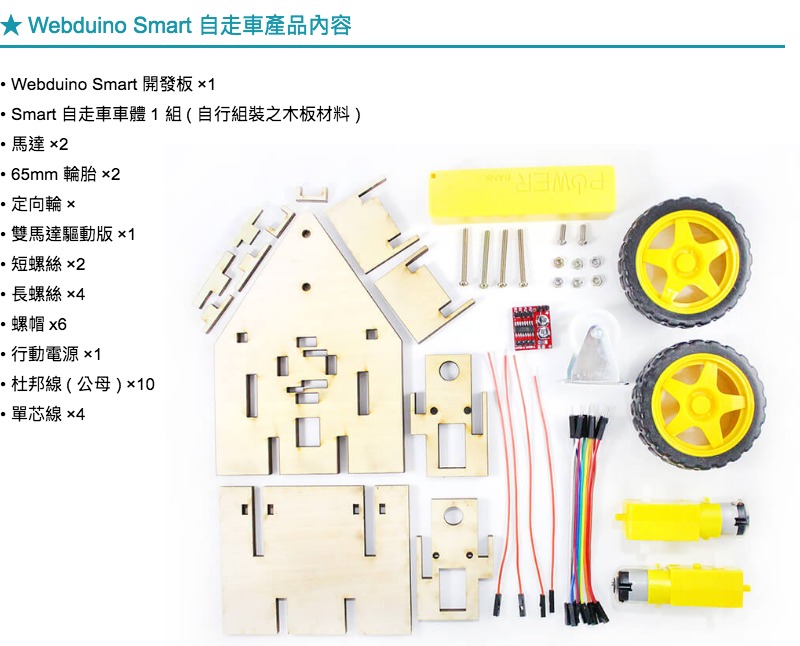 ★ Webduino Smart 自走車產品內容
• Webduino Smart 開發板 ×1
• Smart 自走車車體 1 組 ( 自行組裝之木板材料 )
• 馬達 ×2
• 65mm 輪胎 ×2
• 定向輪 ×
• 雙馬達驅動版 ×1
• 短螺絲 ×2
• 長螺絲 ×4
• 螺帽 x6
• 行動電源 ×1
• 杜邦線 ( 公母 ) ×10
• 單芯線 ×4
POWER BANK